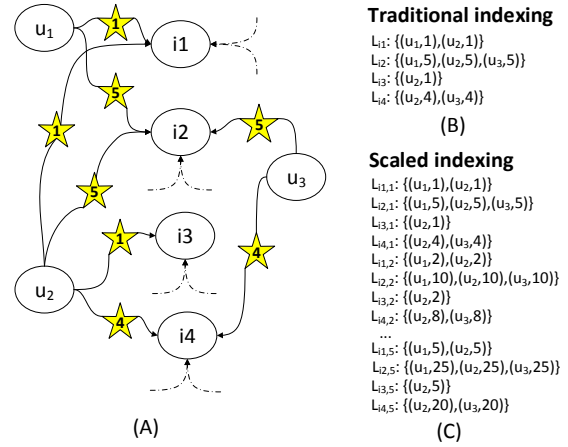 u1
1
i1
5
1
i2
5
5
u3
1
i3
4
u2
4
i4
(A)
Traditional indexing
Li1: {(u1,1),(u2,1)}
Li2: {(u1,5),(u2,5),(u3,5)}
Li3: {(u2,1)}
Li4: {(u2,4),(u3,4)}
(B)
Scaled indexing
Li1,1: {(u1,1),(u2,1)}
Li2,1: {(u1,5),(u2,5),(u3,5)}
Li3,1: {(u2,1)}
Li4,1: {(u2,4),(u3,4)}
Li1,2: {(u1,2),(u2,2)}
Li2,2: {(u1,10),(u2,10),(u3,10)}
Li3,2: {(u2,2)}
Li4,2: {(u2,8),(u3,8)}
...
Li1,5: {(u1,5),(u2,5)}
Li2,5: {(u1,25),(u2,25),(u3,25)}
Li3,5: {(u2,5)}
Li4,5: {(u2,20),(u3,20)}
(C)